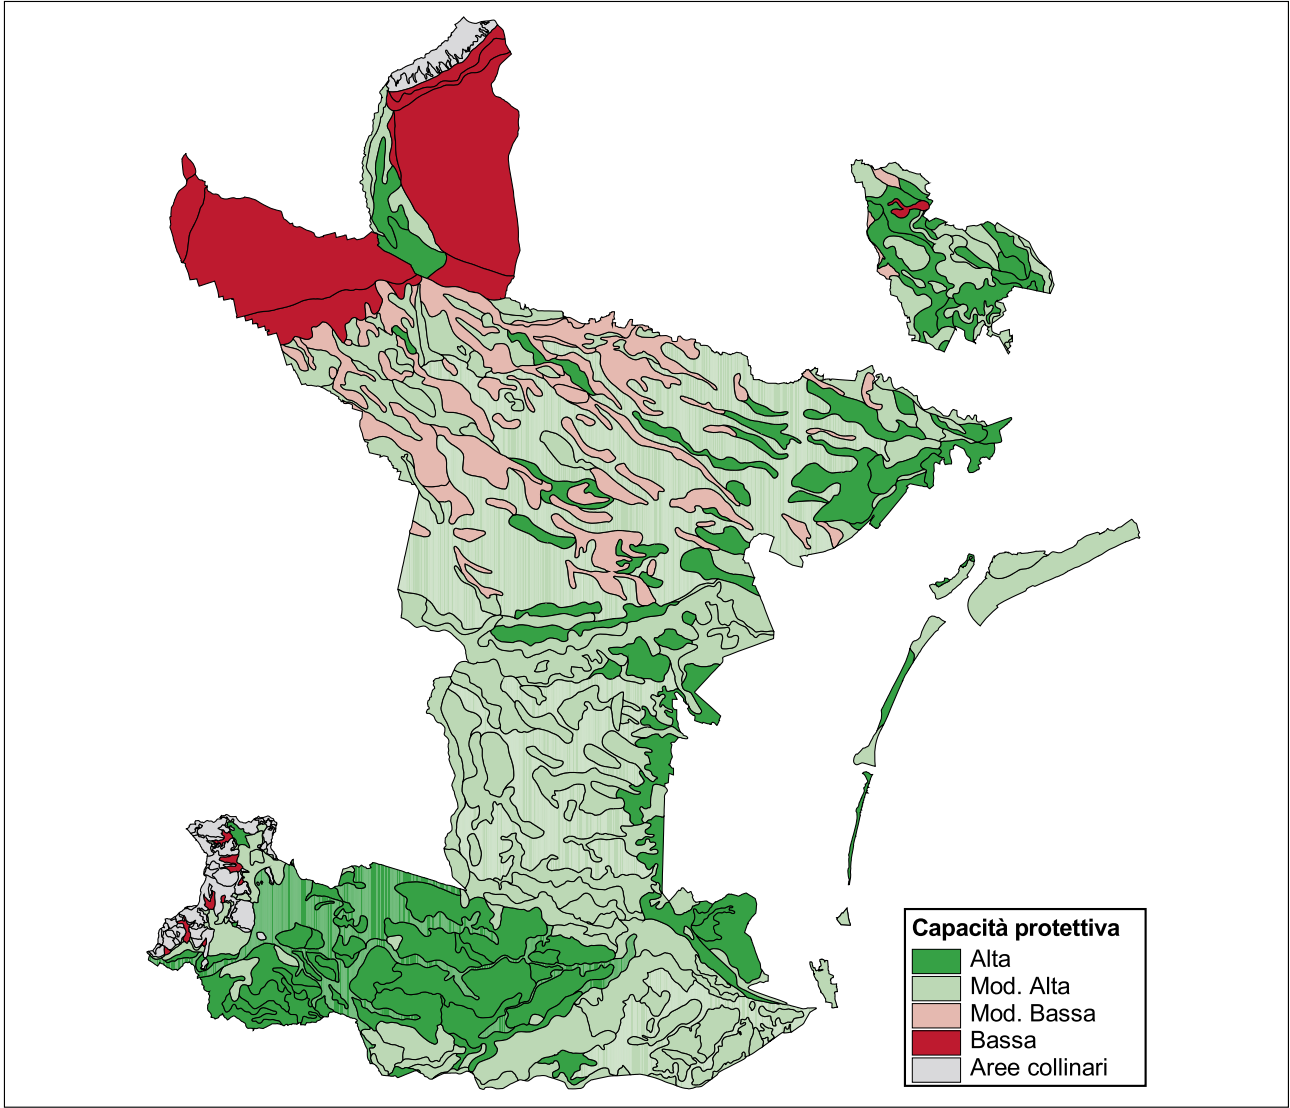 Capacità protettiva
Alta
Mod. Alta
Mod. Bassa
Bassa
Aree collinari